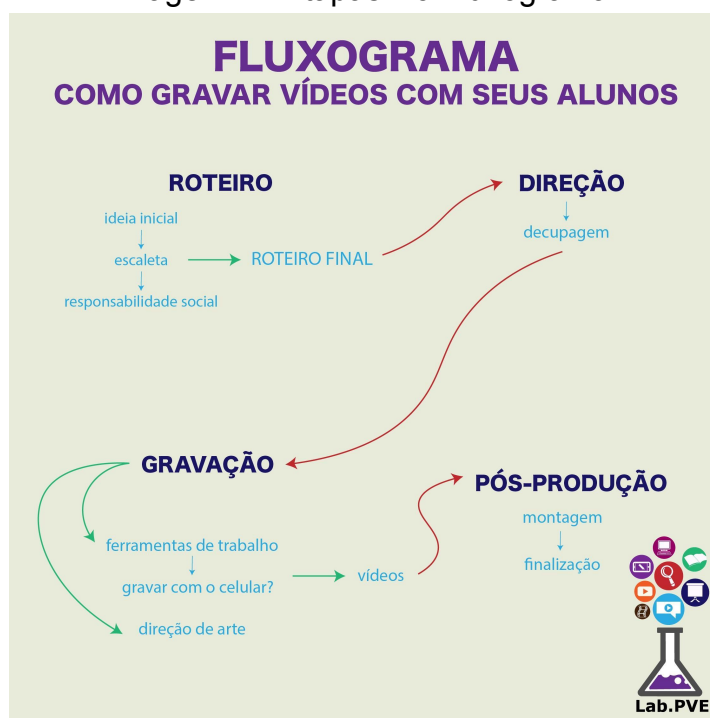 FLUXOGRAMA
COMO GRAVAR VÍDEOS COM SEUS ALUNOS
ROTEIRO
ideia inicial
escaleta
ROTEIRO FINAL
responsabilidade social
DIREÇÃO
decupagem
GRAVAÇÃO
ferramentas de trabalho
gravar com o celular?
vídeos
direção de arte
PÓS-PRODUÇÃO
montagem
finalização
Lab.PVE